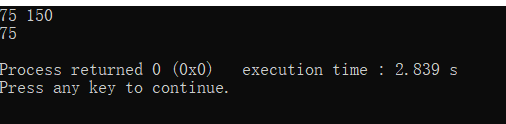 75 150
75
Process returned 0 (0x0)   execution time : 2.839 s
Press any key to continue.